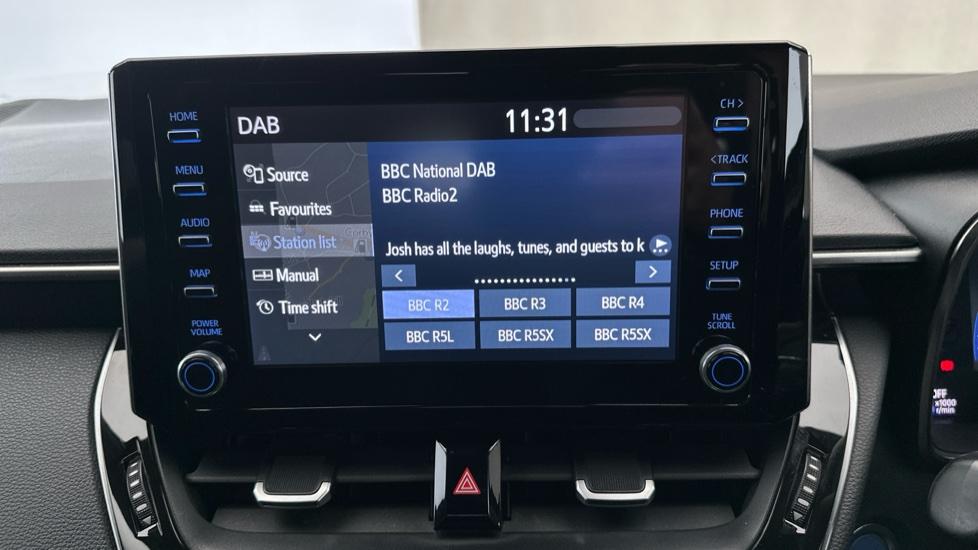 HOME
MENU
AUDIO
MAP
POWER
VOLUME
DAB
11:31
Source
Favourites
Station list
Manual
Time shift
BBC National DAB
BBC Radio2
Josh has all the laughs, tunes, and guests to k
BBC R2
BBC R3
BBC R4
BBC R5L
BBC R5SX
BBC R5SX
CH >
< TRACK
PHONE
SETUP
TUNE
SCROLL
x1000
r/min